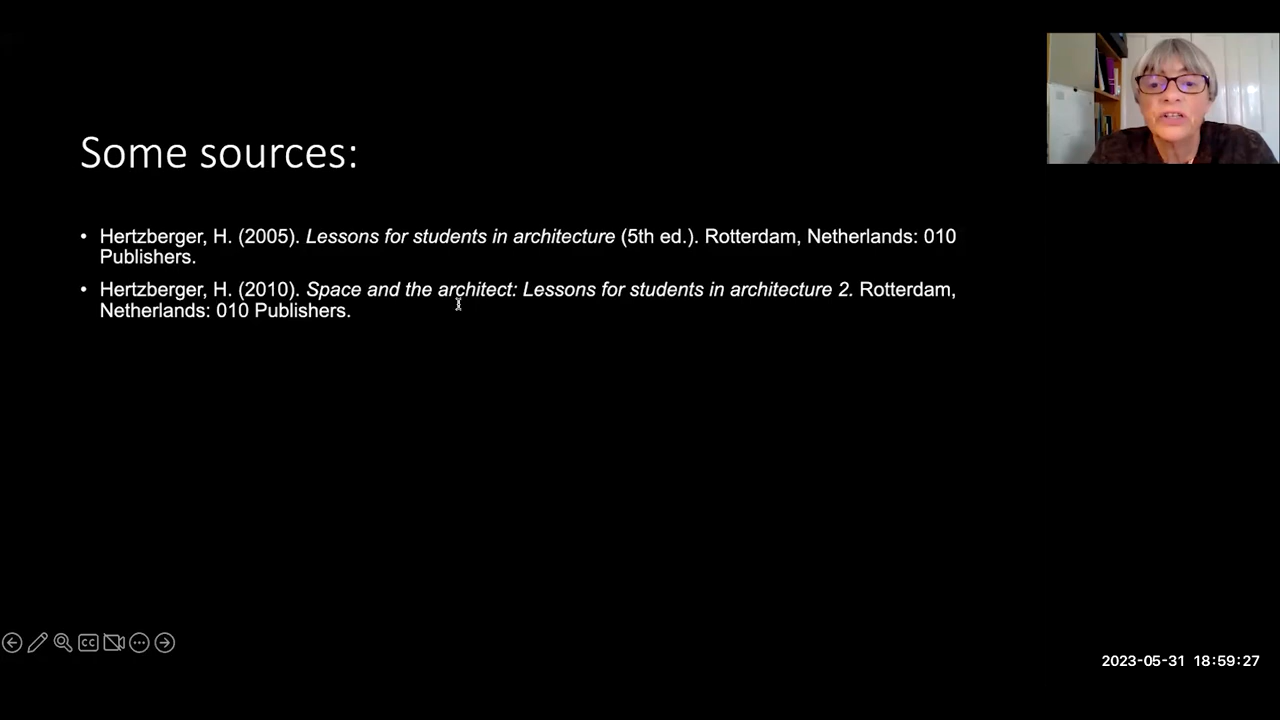 Some sources:
• Hertzberger, H. (2005). Lessons for students in architecture (5th ed.). Rotterdam, Netherlands: 010
Publishers.
• Hertzberger, H. (2010). Space and the architect: Lessons for students in architecture 2. Rotterdam,
Netherlands: 010 Publishers.
CC
2023-05-31 18:59:27